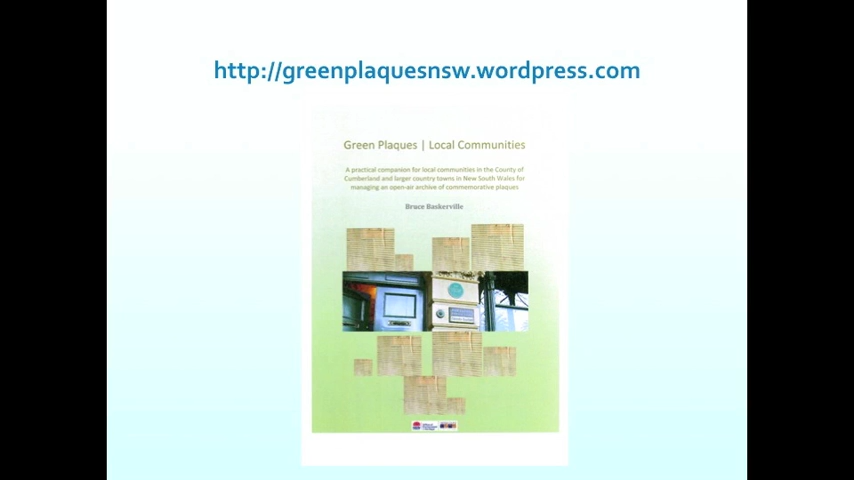 http://greenplaquesnsw.wordpress.com
Green Plaques | Local Communities
A practical companion for local communities in the County of
Cumberland and larger country towns in New South Wales for
managing an open-air archive of commemorative plaques
Bruce Baskerville